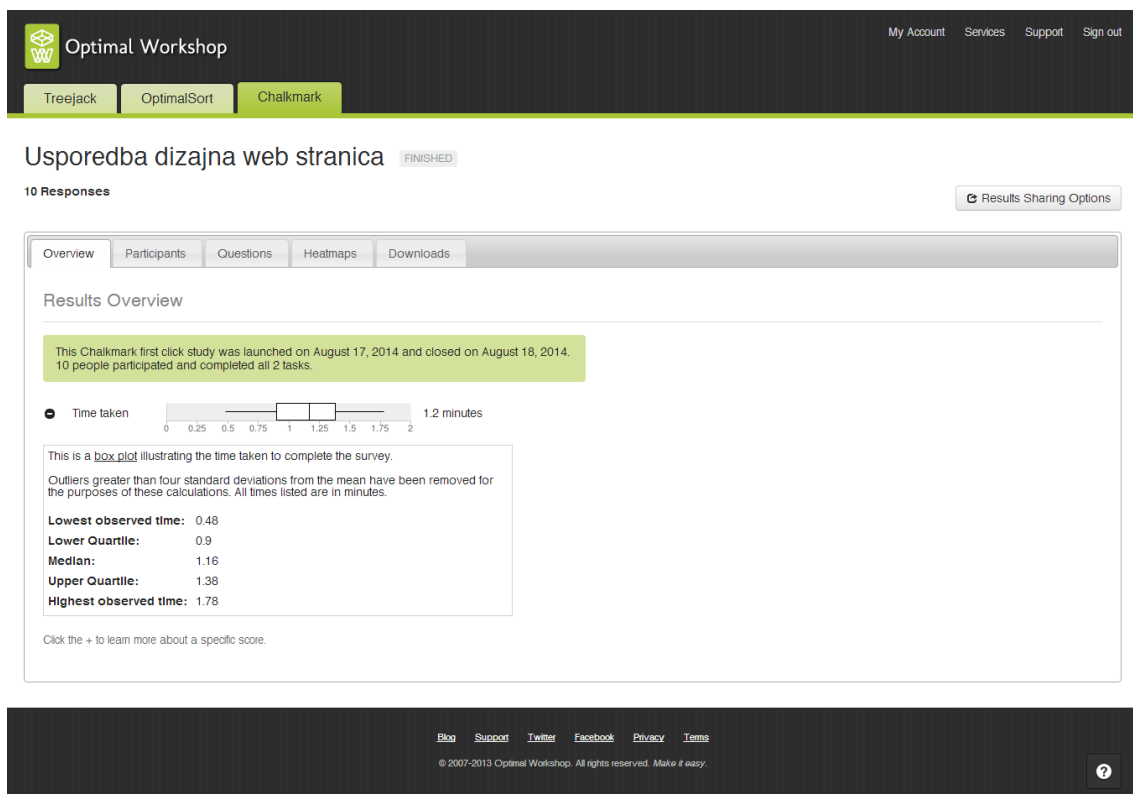 Optimal Workshop
My Account Services Support Sign out
Treejack OptimalSort Chalkmark
Usporedba dizajna web stranica FINISHED
10 Responses
Results Sharing Options
Overview Participants Questions Heatmaps Downloads
Results Overview
This Chalkmark first click study was launched on August 17, 2014 and closed on August 18, 2014.
10 people participated and completed all 2 tasks.
Time taken 1.2 minutes
0 0.25 0.5 0.75 1 1.25 1.5 1.75 2
This is a box plot illustrating the time taken to complete the survey.
Outliers greater than four standard deviations from the mean have been removed for
the purposes of these calculations. All times listed are in minutes.
Lowest observed time: 0.48
Lower Quartile: 0.9
Median: 1.16
Upper Quartile: 1.38
Highest observed time: 1.78
Click the + to learn more about a specific score.
Blog Support Twitter Facebook Privacy Terms
© 2007-2013 Optimal Workshop. All rights reserved. Make it easy.
?